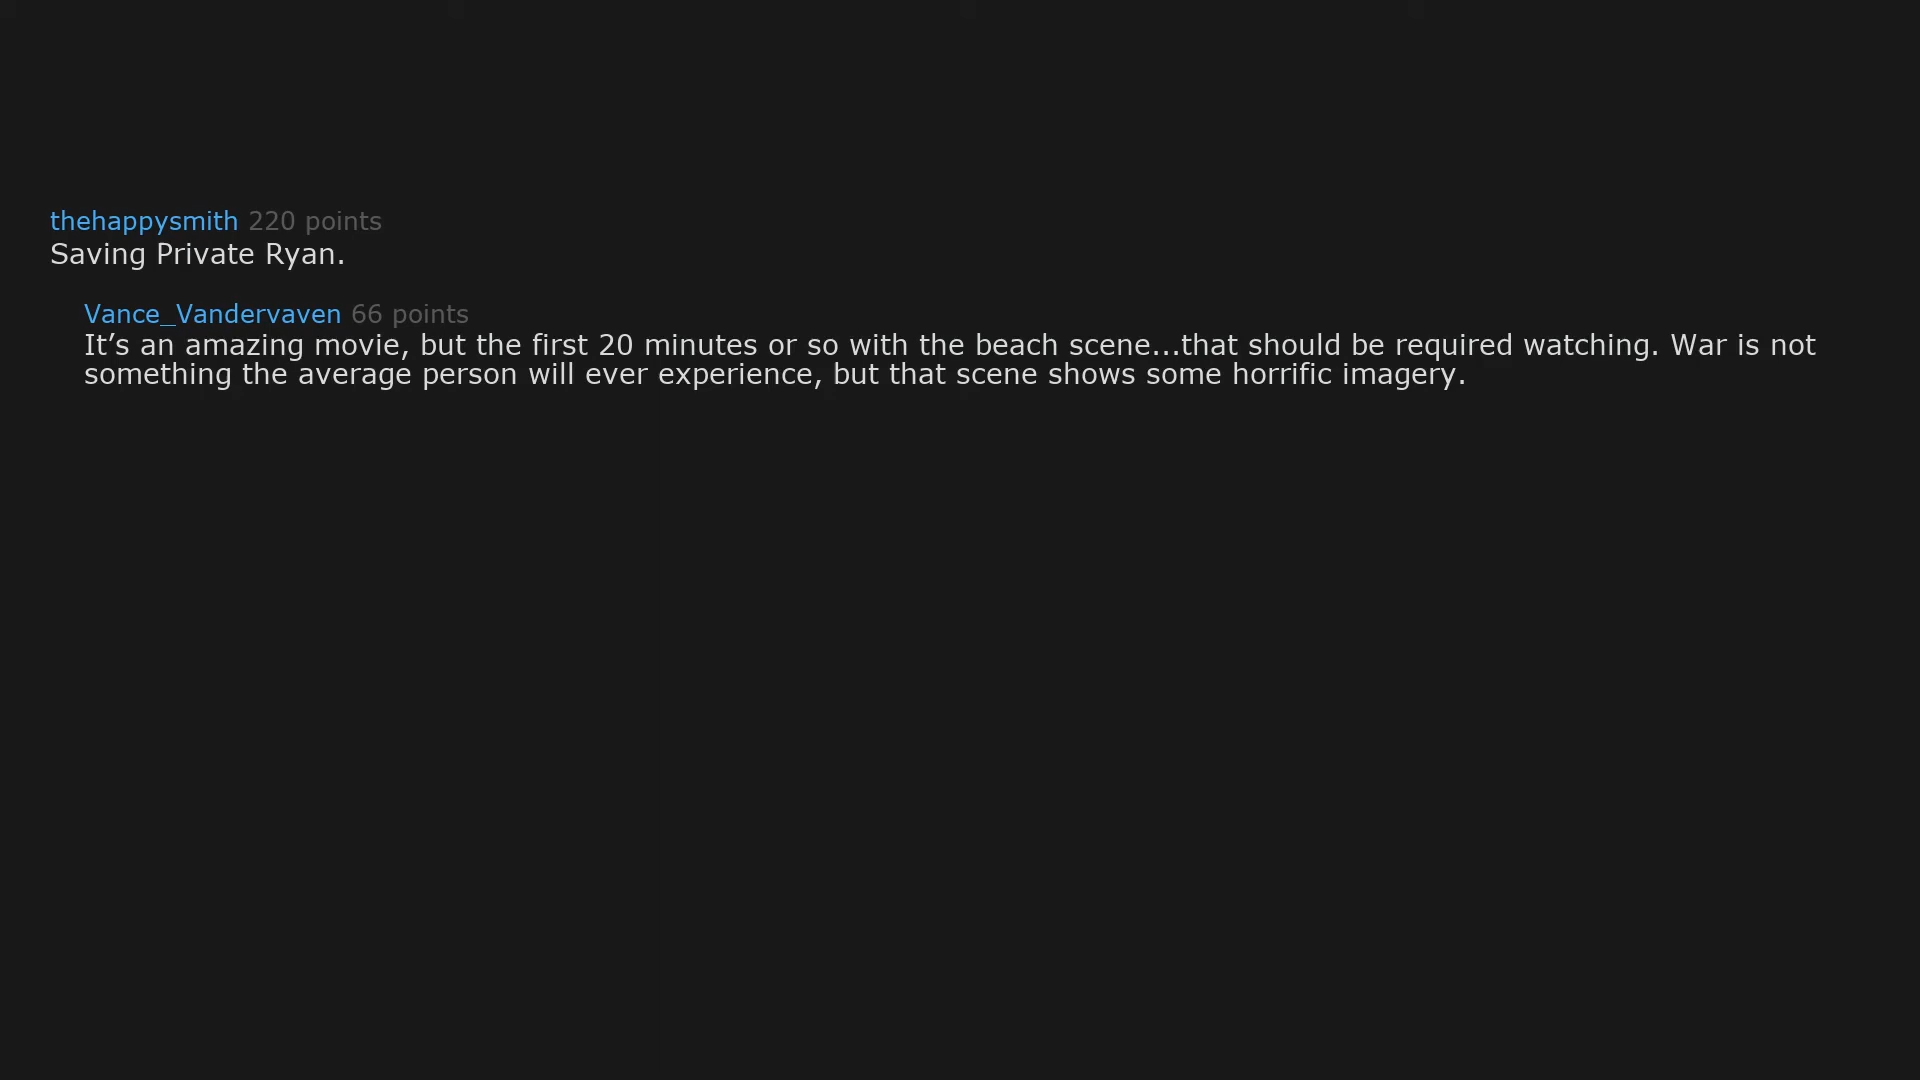 thehappysmith 220 points
Saving Private Ryan.
Vance_Vandervaven 66 points
It’s an amazing movie, but the first 20 minutes or so with the beach scene...that should be required watching. War is not
something the average person will ever experience, but that scene shows some horrific imagery.